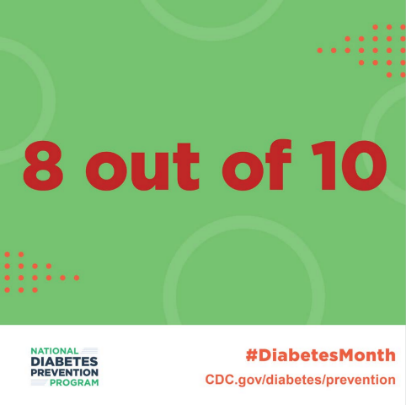 8 out of 10
NATIONAL
DIABETES
PREVENTION
PROGRAM
#DiabetesMonth
CDC.gov/diabetes/prevention